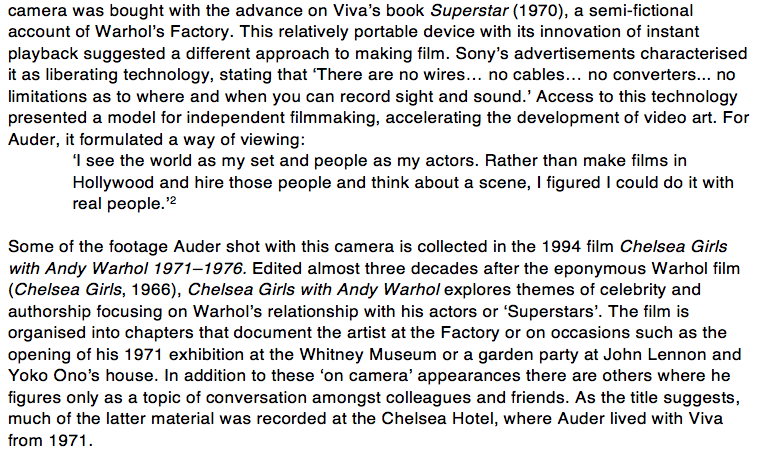 camera was bought with the advance on Viva’s book Superstar (1970), a semi-fictional
account of Warhol’s Factory. This relatively portable device with its innovation of instant
playback suggested a different approach to making film. Sony’s advertisements characterised
it as liberating technology, stating that ‘There are no wires… no cables… no converters... no
limitations as to where and when you can record sight and sound.’ Access to this technology
presented a model for independent filmmaking, accelerating the development of video art. For
Auder, it formulated a way of viewing:
‘I see the world as my set and people as my actors. Rather than make films in
Hollywood and hire those people and think about a scene, I figured I could do it with
real people.’2
Some of the footage Auder shot with this camera is collected in the 1994 film Chelsea Girls
with Andy Warhol 1971–1976. Edited almost three decades after the eponymous Warhol film
(Chelsea Girls, 1966), Chelsea Girls with Andy Warhol explores themes of celebrity and
authorship focusing on Warhol’s relationship with his actors or ‘Superstars’. The film is
organised into chapters that document the artist at the Factory or on occasions such as the
opening of his 1971 exhibition at the Whitney Museum or a garden party at John Lennon and
Yoko Ono’s house. In addition to these ‘on camera’ appearances there are others where he
figures only as a topic of conversation amongst colleagues and friends. As the title suggests,
much of the latter material was recorded at the Chelsea Hotel, where Auder lived with Viva
from 1971.